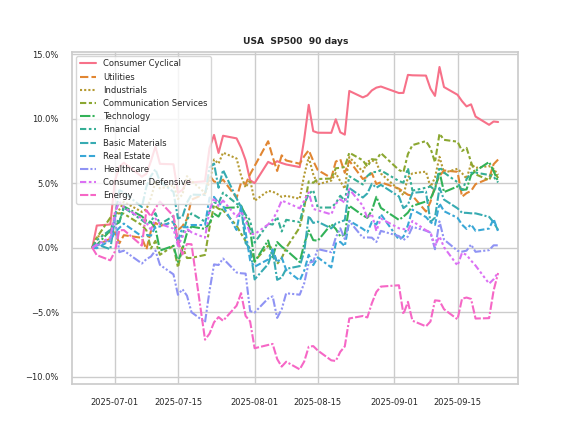 USA  SP500  90 days
15.0%
10.0%
5.0%
0.0%
−5.0%
−10.0%
Consumer Cyclical
Utilities
Industrials
Communication Services
Technology
Financial
Basic Materials
Real Estate
Healthcare
Consumer Defensive
Energy
2025-07-01
2025-07-15
2025-08-01
2025-08-15
2025-09-01
2025-09-15